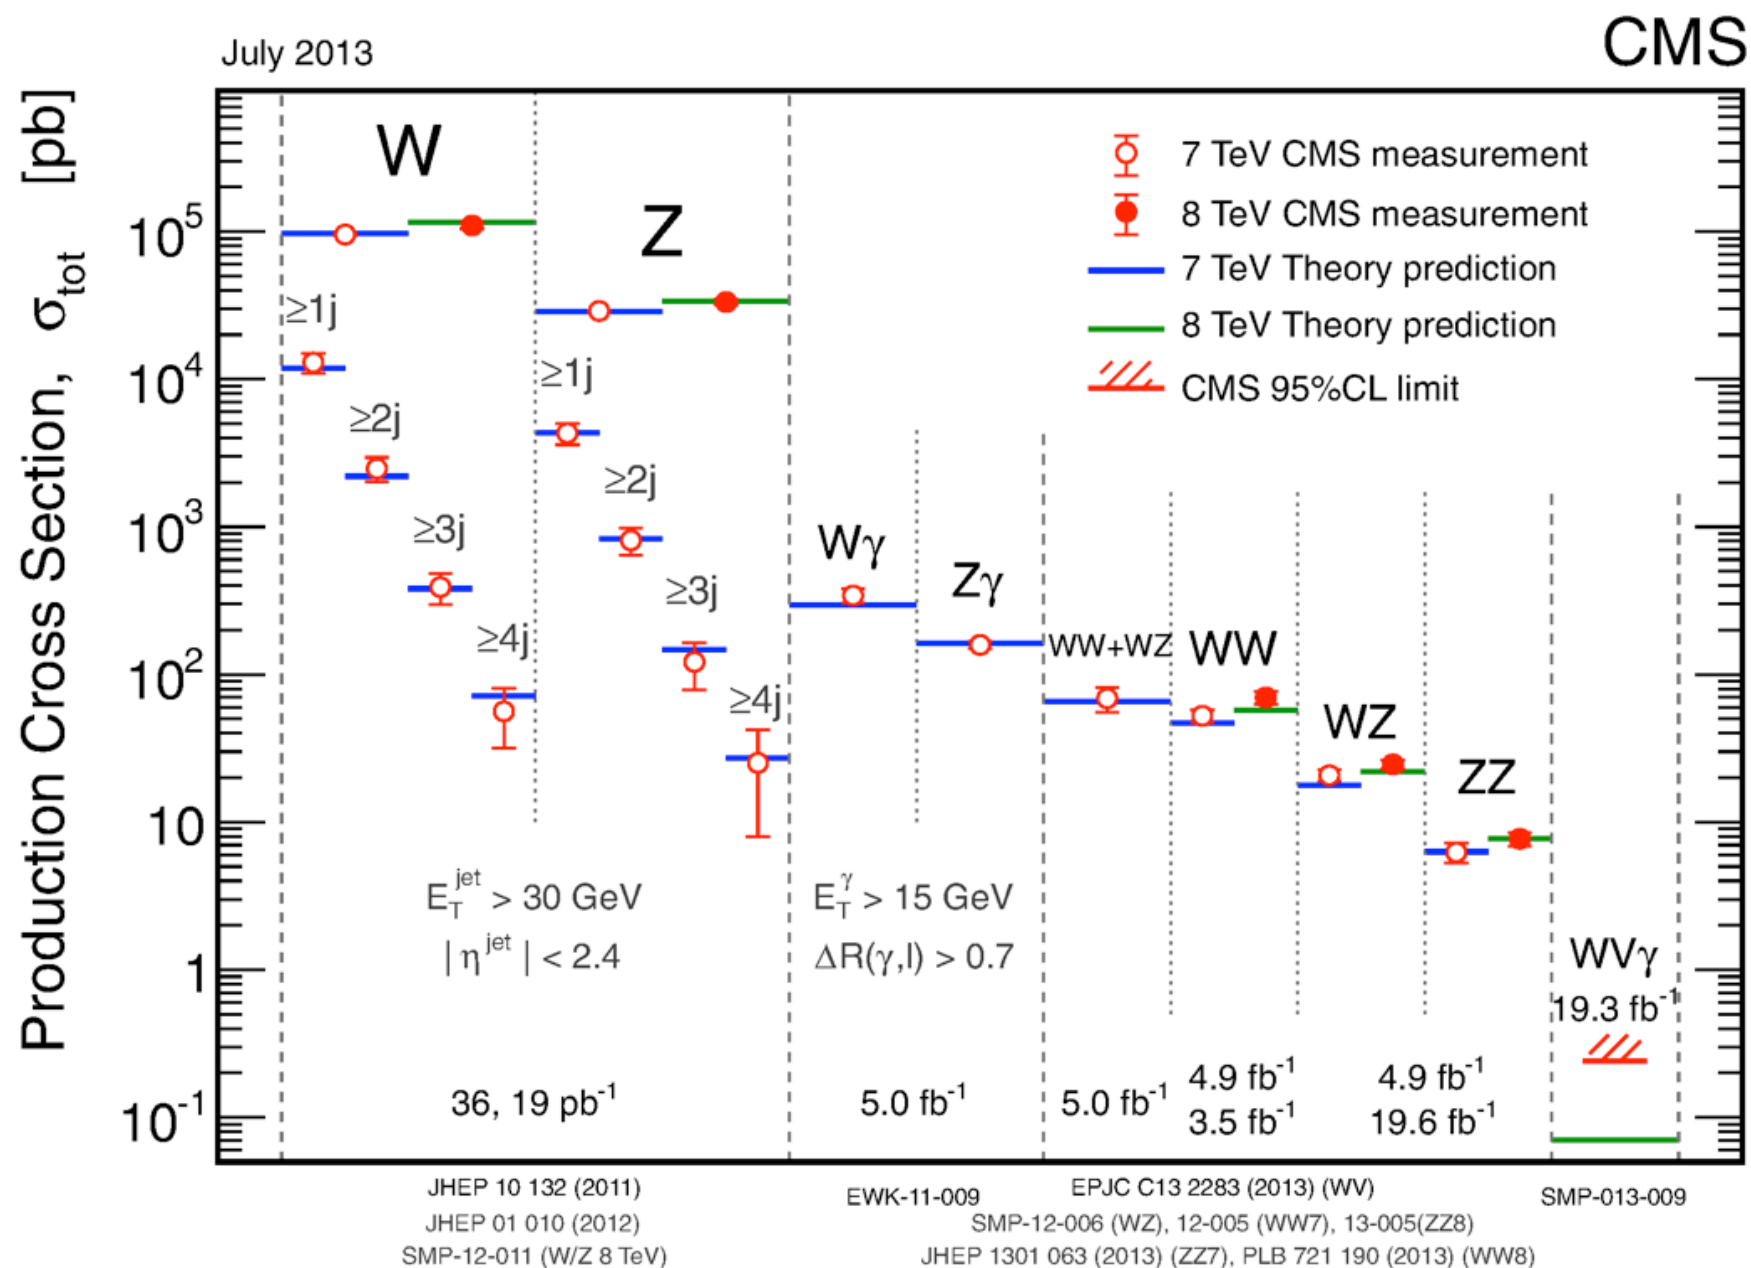 July 2013
CMS
Production Cross Section, σ_tot [pb]
10^5
10^4
10^3
10^2
10
1
10^-1
W
Z
≥1j
≥2j
≥3j
≥4j
≥1j
≥2j
≥3j
≥4j
7 TeV CMS measurement
8 TeV CMS measurement
7 TeV Theory prediction
8 TeV Theory prediction
CMS 95%CL limit
Wγ
Zγ
WW+WZ
WW
WZ
ZZ
WVγ
19.3 fb^-1
E_T^jet > 30 GeV
|η^jet| < 2.4
E_T^γ > 15 GeV
ΔR(γ,l) > 0.7
36, 19 pb^-1
5.0 fb^-1
5.0 fb^-1
4.9 fb^-1
3.5 fb^-1
4.9 fb^-1
19.6 fb^-1
JHEP 10 132 (2011)
JHEP 01 010 (2012)
SMP-12-011 (W/Z 8 TeV)
EWK-11-009
EPJC C13 2283 (2013) (WV)
SMP-12-006 (WZ), 12-005 (WW7), 13-005(ZZ8)
JHEP 1301 063 (2013) (ZZ7), PLB 721 190 (2013) (WW8)
SMP-013-009